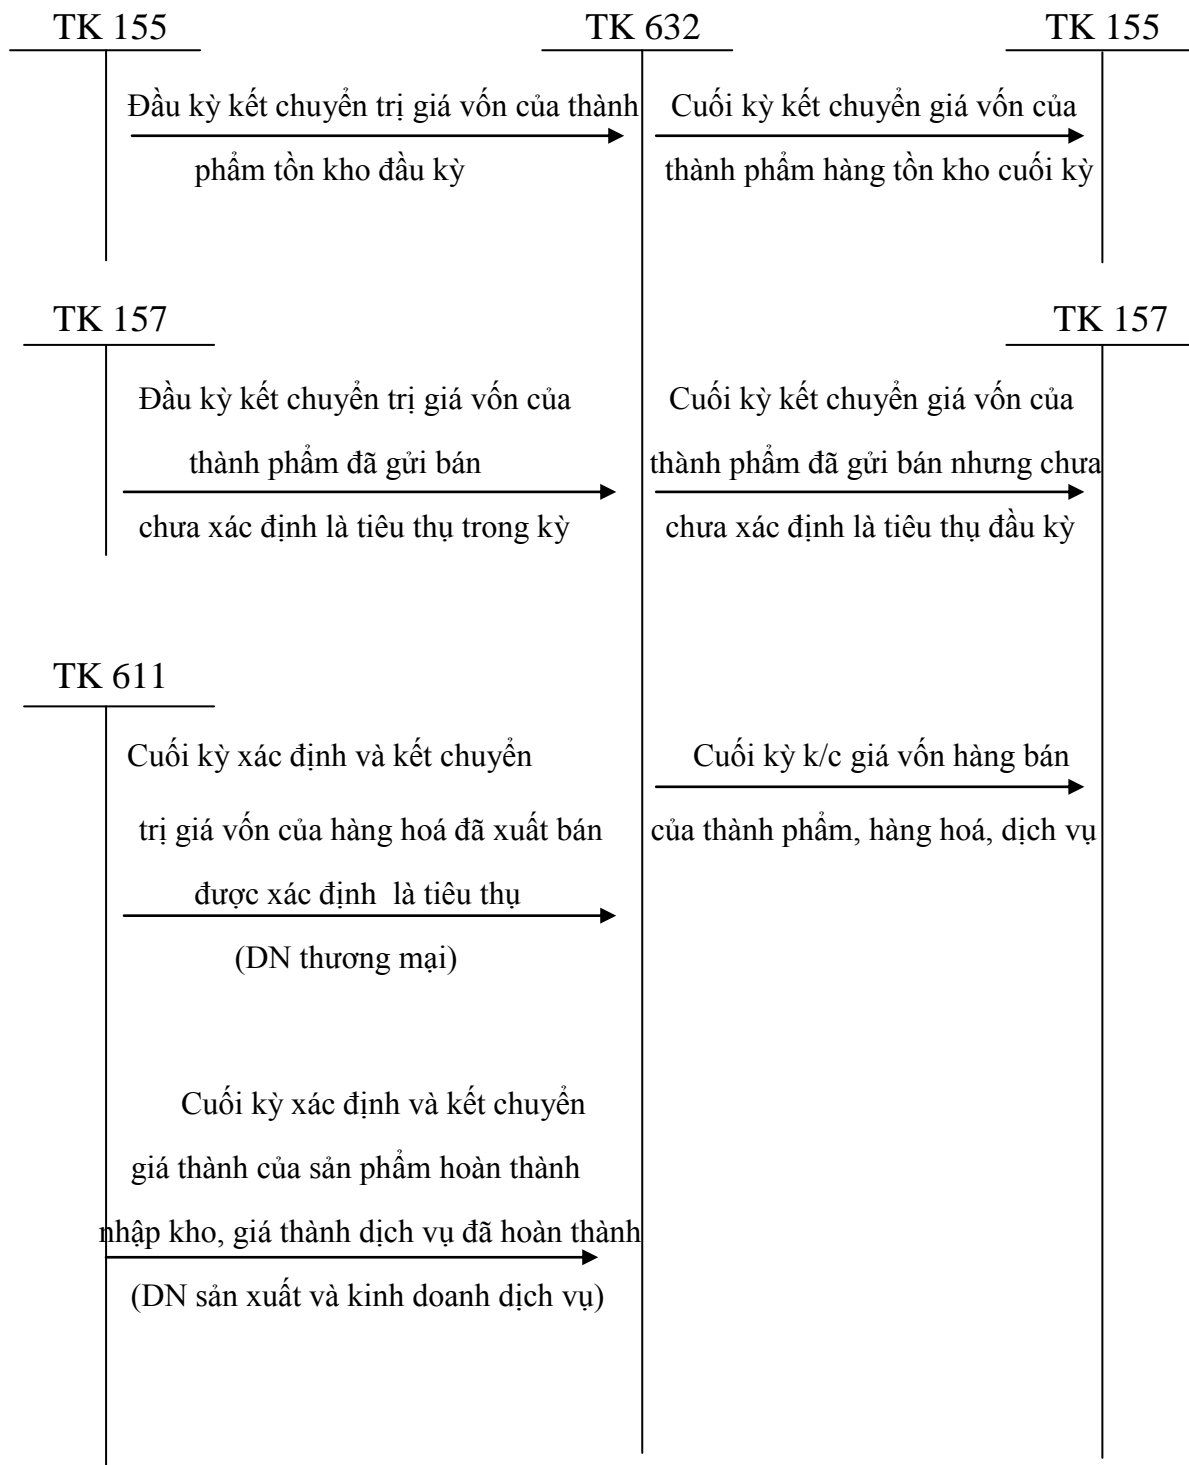 TK 155
TK 632
TK 155
Đầu kỳ kết chuyển trị giá vốn của thành
phẩm tồn kho đầu kỳ
Cuối kỳ kết chuyển giá vốn của
thành phẩm hàng tồn kho cuối kỳ
TK 157
TK 157
Đầu kỳ kết chuyển trị giá vốn của
thành phẩm đã gửi bán
chưa xác định là tiêu thụ trong kỳ
Cuối kỳ kết chuyển giá vốn của
thành phẩm đã gửi bán nhưng chưa
chưa xác định là tiêu thụ đầu kỳ
TK 611
Cuối kỳ xác định và kết chuyển
trị giá vốn của hàng hoá đã xuất bán
được xác định là tiêu thụ
(DN thương mại)
Cuối kỳ k/c giá vốn hàng bán
của thành phẩm, hàng hoá, dịch vụ
Cuối kỳ xác định và kết chuyển
giá thành của sản phẩm hoàn thành
nhập kho, giá thành dịch vụ đã hoàn thành
(DN sản xuất và kinh doanh dịch vụ)